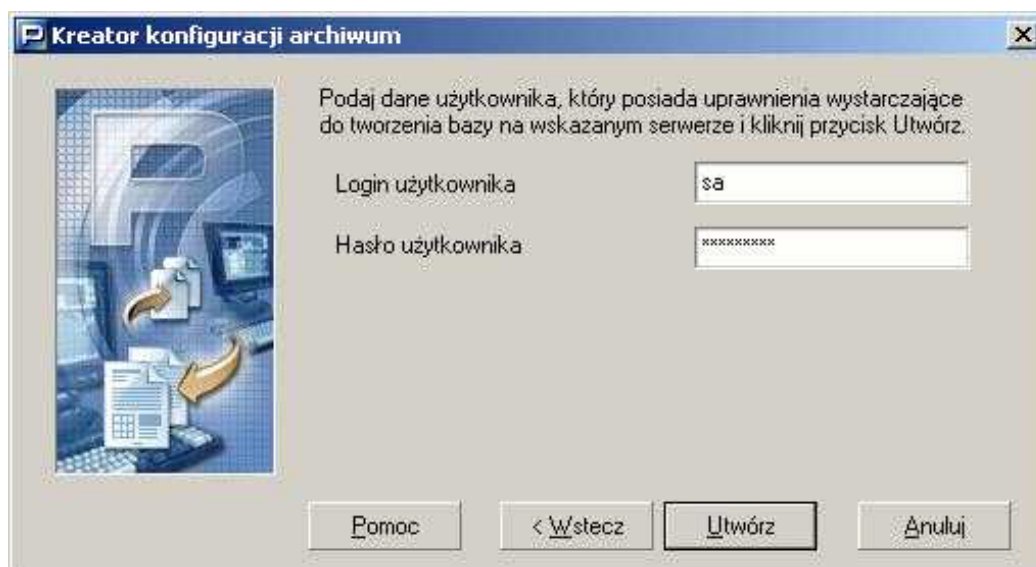 Kreator konfiguracji archiwum
Podaj dane użytkownika, który posiada uprawnienia wystarczające
do tworzenia bazy na wskazanym serwerze i kliknij przycisk Utwórz.
Login użytkownika
sa
Hasło użytkownika
*********
Pomoc
< Wstecz
Utwórz
Anuluj